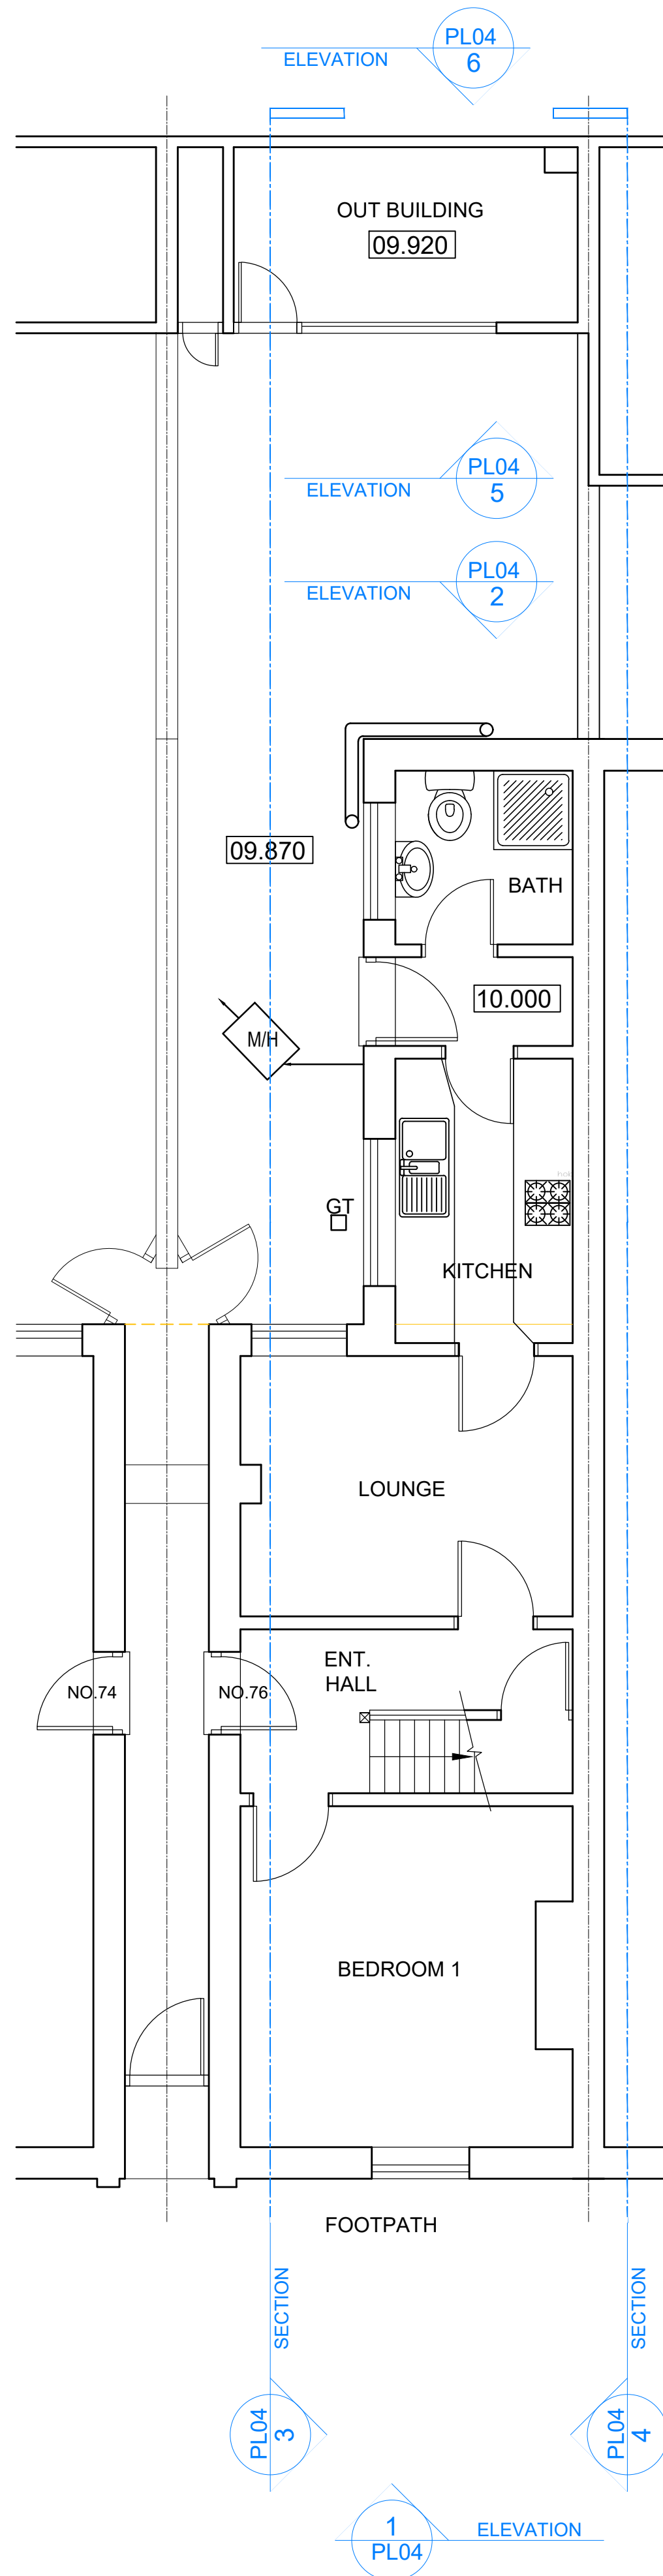 PL04
6
ELEVATION
OUT BUILDING
09.920
PL04
5
ELEVATION
PL04
2
ELEVATION
09.870
BATH
10.000
M/H
GT
KITCHEN
LOUNGE
ENT.
HALL
NO.74
NO.76
BEDROOM 1
FOOTPATH
SECTION
SECTION
PL04
3
PL04
4
1
PL04
ELEVATION